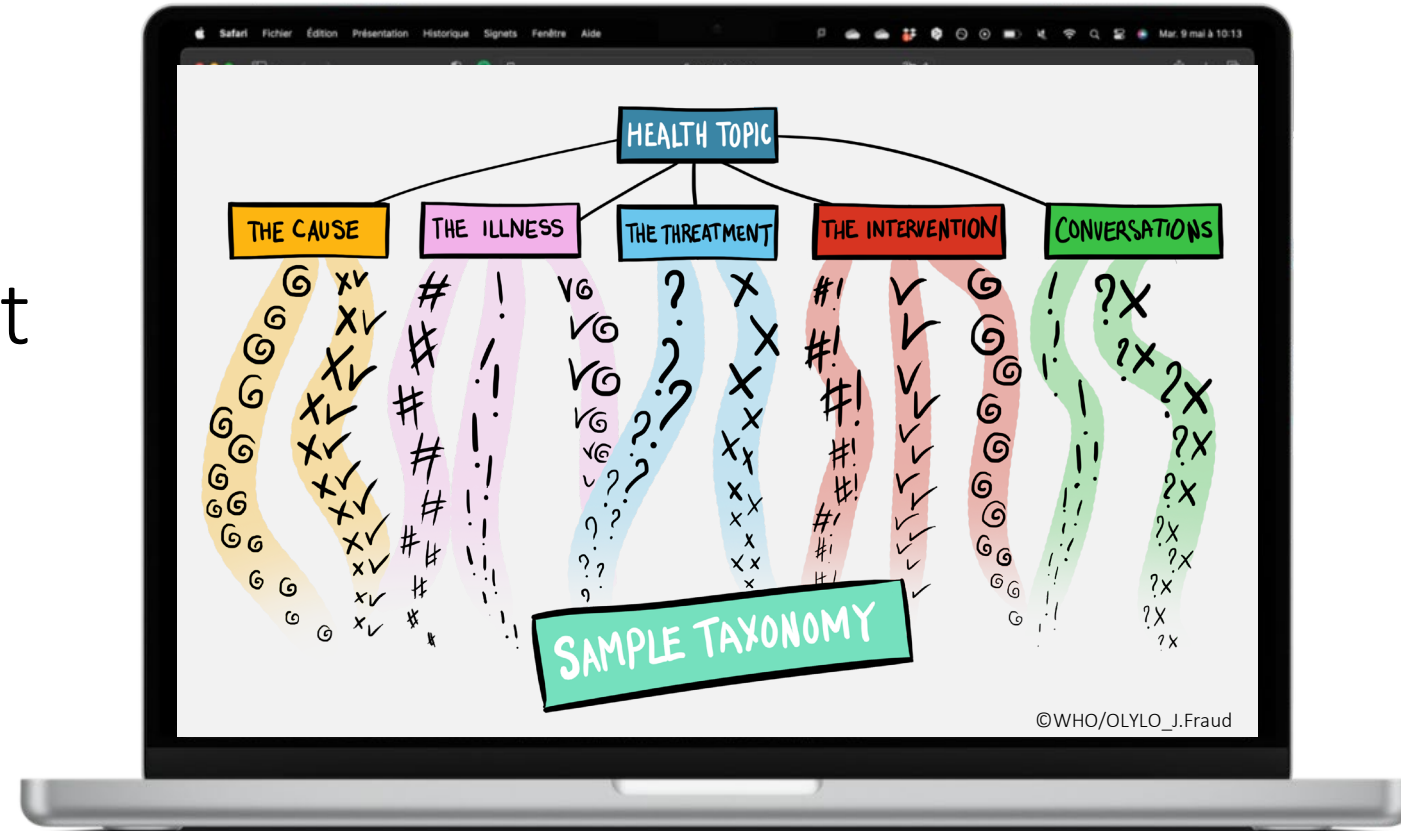 Safari Fichier Édition Présentation Historique Signets Fenêtre Aide Mar. 9 mai à 10:13
HEALTH TOPIC
THE CAUSE
THE ILLNESS
THE THREATMENT
THE INTERVENTION
CONVERSATIONS
t
SAMPLE TAXONOMY
©WHO/OLYLO_J.Fraud